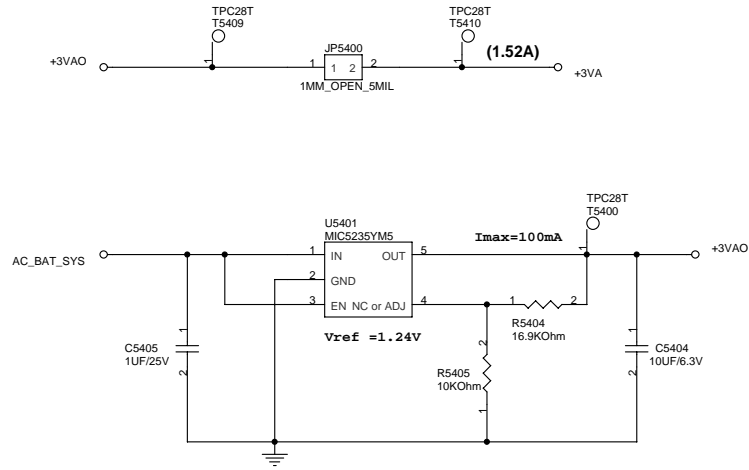 TPC28T
T5409
TPC28T
T5410
JP5400
(1.52A)
+3VAO
1
1
1 2
2
1
+3VA
1MM_OPEN_5MIL
TPC28T
T5400
U5401
MIC5235YM5
Imax=100mA
1
AC_BAT_SYS
1
IN
OUT
5
+3VAO
2
GND
3
EN
NC or ADJ
4
1
2
R5404
16.9KOhm
Vref =1.24V
1
C5405
1UF/25V
2
2
R5405
10KOhm
1
1
C5404
10UF/6.3V
2